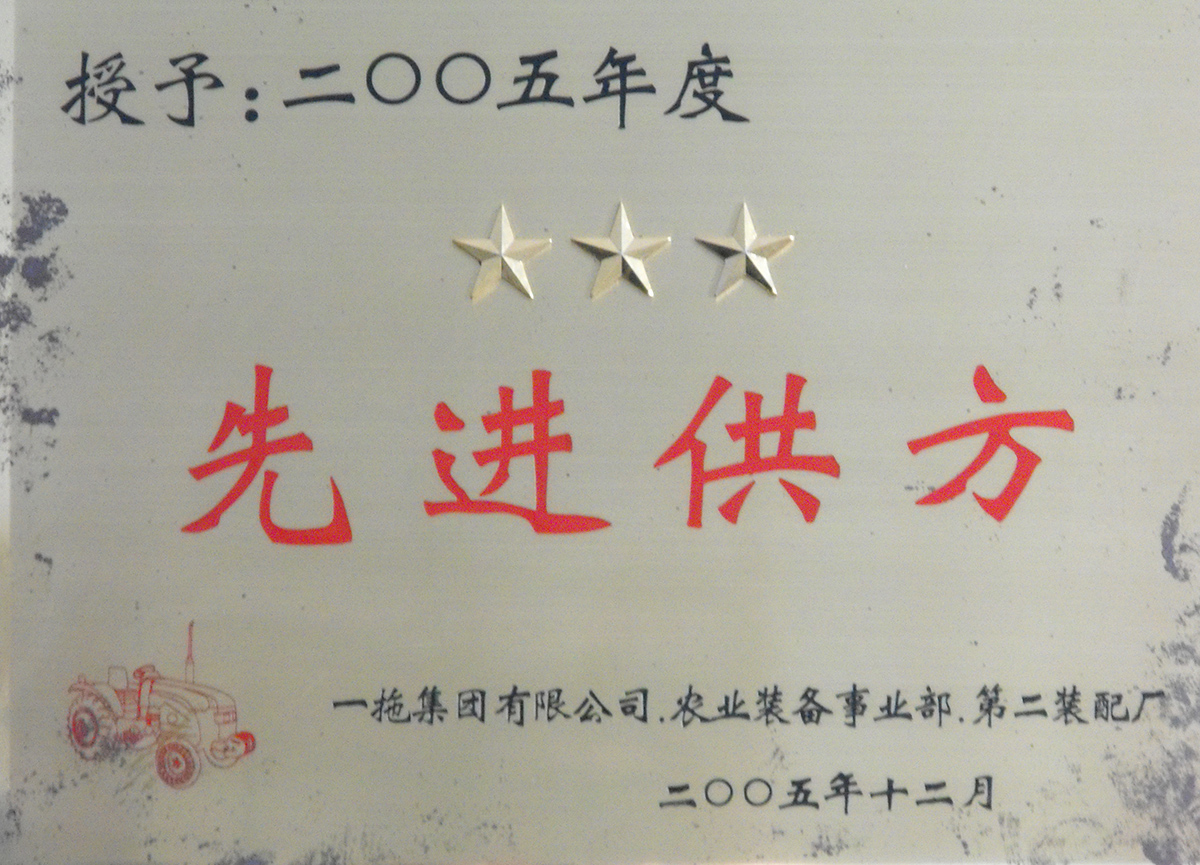 授予:二〇〇五年度
先进供方
一拖集团有限公司.农业装备事业部.第二装配厂
二〇〇五年十二月